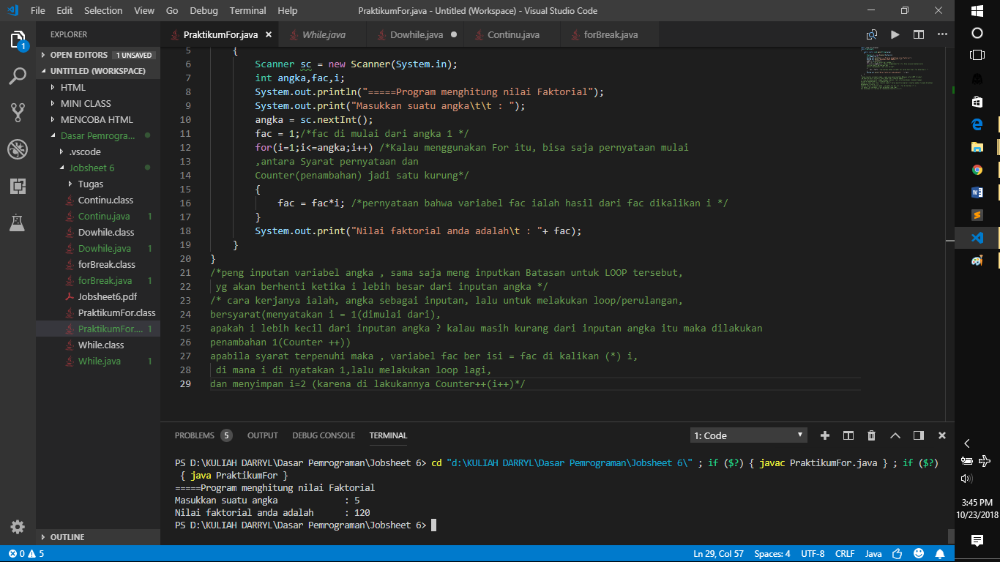 File Edit Selection View Go Debug Terminal Help
PraktikumFor.java - Untitled (Workspace) - Visual Studio Code
EXPLORER
OPEN EDITORS 1 UNSAVED
UNTITLED (WORKSPACE)
HTML
MINI CLASS
MENCOBA HTML
Dasar Pemrogra...
.vscode
Jobsheet 6
Tugas
Continu.class
Continu.java 1
Dowhile.class
Dowhile.java 1
forBreak.class
forBreak.java 1
Jobsheet6.pdf
PraktikumFor.class
PraktikumFor.... 1
While.class
While.java 1
OUTLINE
1
PraktikumFor.java While.java Dowhile.java Continu.java forBreak.java
5 {
6 Scanner sc = new Scanner(System.in);
7 int angka,fac,i;
8 System.out.println("=====Program menghitung nilai Faktorial");
9 System.out.print("Masukkan suatu angka\t\t : ");
10 angka = sc.nextInt();
11 fac = 1;/*fac di mulai dari angka 1 */
12 for(i=1;i<=angka;i++) /*Kalau menggunakan For itu, bisa saja pernyataan mulai
13 ,antara Syarat pernyataan dan
14 Counter(penambahan) jadi satu kurung*/
15 {
16 fac = fac*i; /*pernyataan bahwa variabel fac ialah hasil dari fac dikalikan i */
17 }
18 System.out.print("Nilai faktorial anda adalah\t : "+ fac);
19 }
20 }
21 /*peng inputan variabel angka , sama saja meng inputkan Batasan untuk LOOP tersebut,
22 yg akan berhenti ketika i lebih besar dari inputan angka */
23 /* cara kerjanya ialah, angka sebagai inputan, lalu untuk melakukan loop/perulangan,
24 bersyarat(menyatakan i = 1(dimulai dari),
25 apakah i lebih kecil dari inputan angka ? kalau masih kurang dari inputan angka itu maka dilakukan
26 penambahan 1(Counter ++))
27 apabila syarat terpenuhi maka , variabel fac ber isi = fac di kalikan (*) i,
28 di mana i di nyatakan 1,lalu melakukan loop lagi,
29 dan menyimpan i=2 (karena di lakukannya Counter++(i++)*/
PROBLEMS 5 OUTPUT DEBUG CONSOLE TERMINAL
1: Code
PS D:\KULIAH DARRYL\Dasar Pemrograman\Jobsheet 6> cd "d:\KULIAH DARRYL\Dasar Pemrograman\Jobsheet 6\" ; if ($?) { javac PraktikumFor.java } ; if ($?)
{ java PraktikumFor }
=====Program menghitung nilai Faktorial
Masukkan suatu angka : 5
Nilai faktorial anda adalah : 120
PS D:\KULIAH DARRYL\Dasar Pemrograman\Jobsheet 6>
0 5
Ln 29, Col 57 Spaces: 4 UTF-8 CRLF Java
3:45 PM
10/23/2018